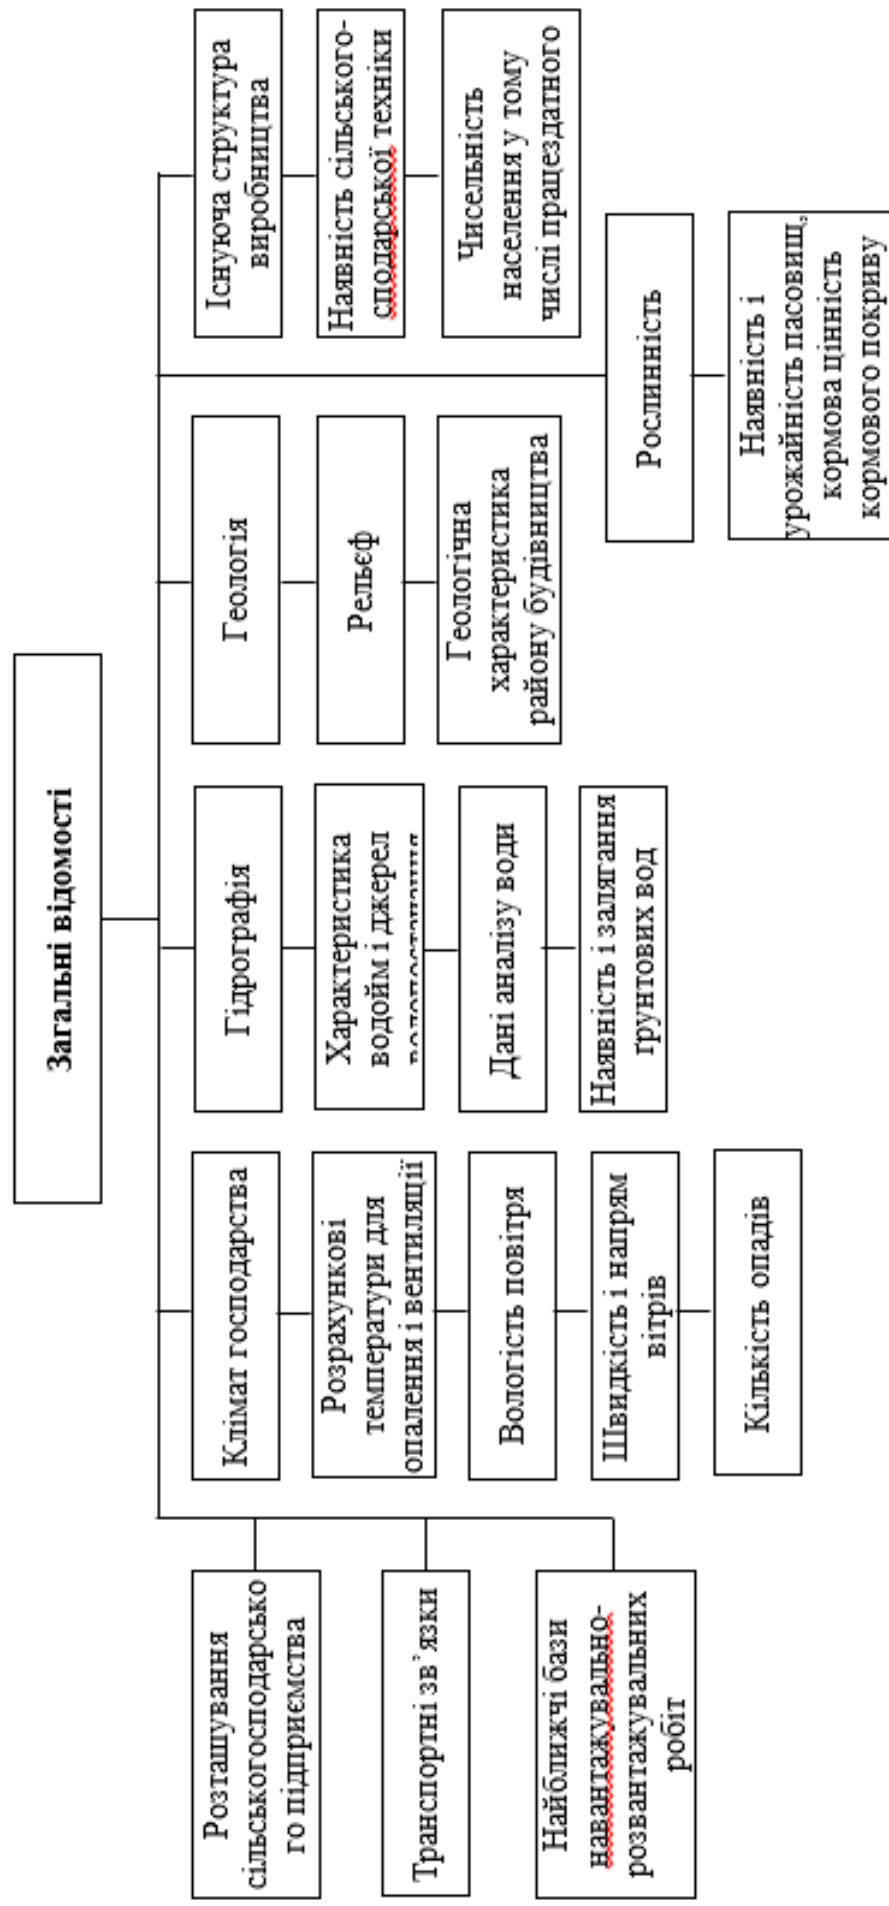 Загальні відомості
Розташування
сільськогосподарсько
го підприємства
Транспортні зв’язки
Найближчі бази
навантажувально-
розвантажувальних
робіт
Клімат господарства
Розрахункові
температури для
опалення і вентиляції
Вологість повітря
Швидкість і напрям
вітрів
Кількість опадів
Гідрографія
Характеристика
водойм і джерел
Дані аналізу води
Наявність і залягання
ґрунтових вод
Геологія
Рельєф
Геологічна
характеристика
району будівництва
Рослинність
Наявність і
урожайність пасовищ,
кормова цінність
кормового покриву
Існуюча структура
виробництва
Наявність сільського-
сподарської техніки
Чисельність
населення у тому
числі працездатного